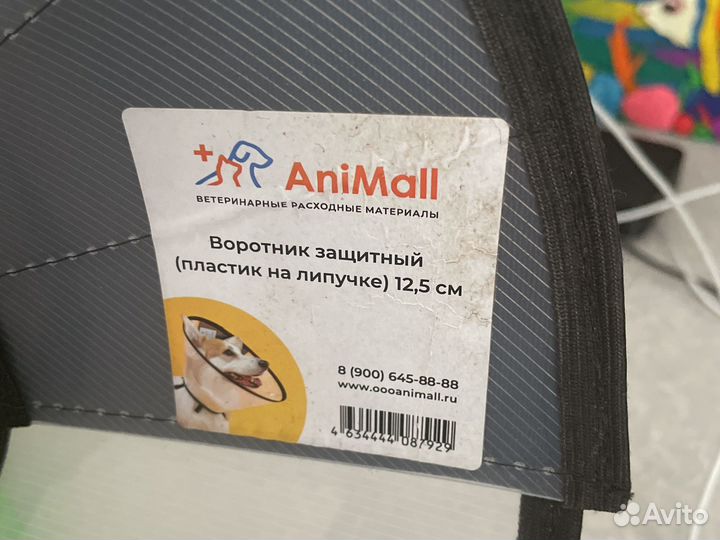 AniMall
ВЕТЕРИНАРНЫЕ РАСХОДНЫЕ МАТЕРИАЛЫ
Воротник защитный
(пластик на липучке) 12,5 см
8 (900) 645-88-88
www.oooanimall.ru
4 634444 087929
Avito